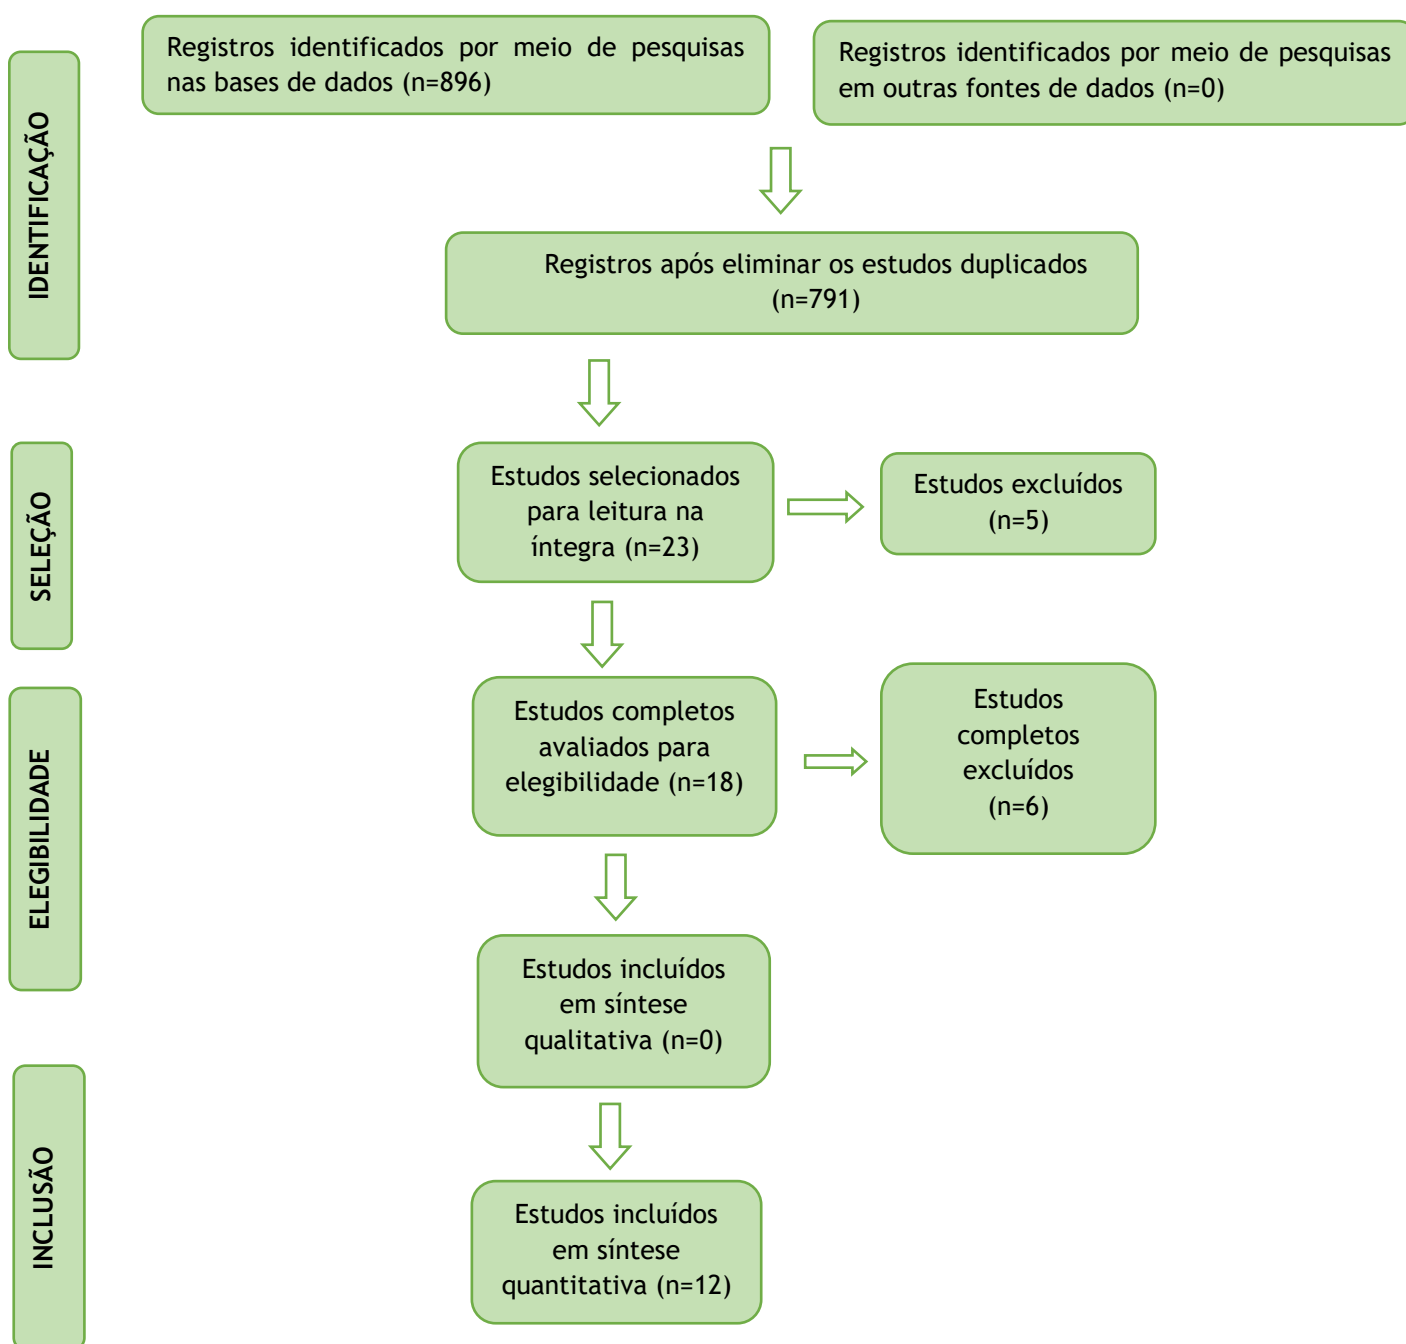 IDENTIFICAÇÃO
Registros identificados por meio de pesquisas
nas bases de dados (n=896)
Registros identificados por meio de pesquisas
em outras fontes de dados (n=0)
Registros após eliminar os estudos duplicados
(n=791)
SELEÇÃO
Estudos selecionados
para leitura na
íntegra (n=23)
Estudos excluídos
(n=5)
ELEGIBILIDADE
Estudos completos
avaliados para
elegibilidade (n=18)
Estudos
completos
excluídos
(n=6)
Estudos incluídos
em síntese
qualitativa (n=0)
INCLUSÃO
Estudos incluídos
em síntese
quantitativa (n=12)